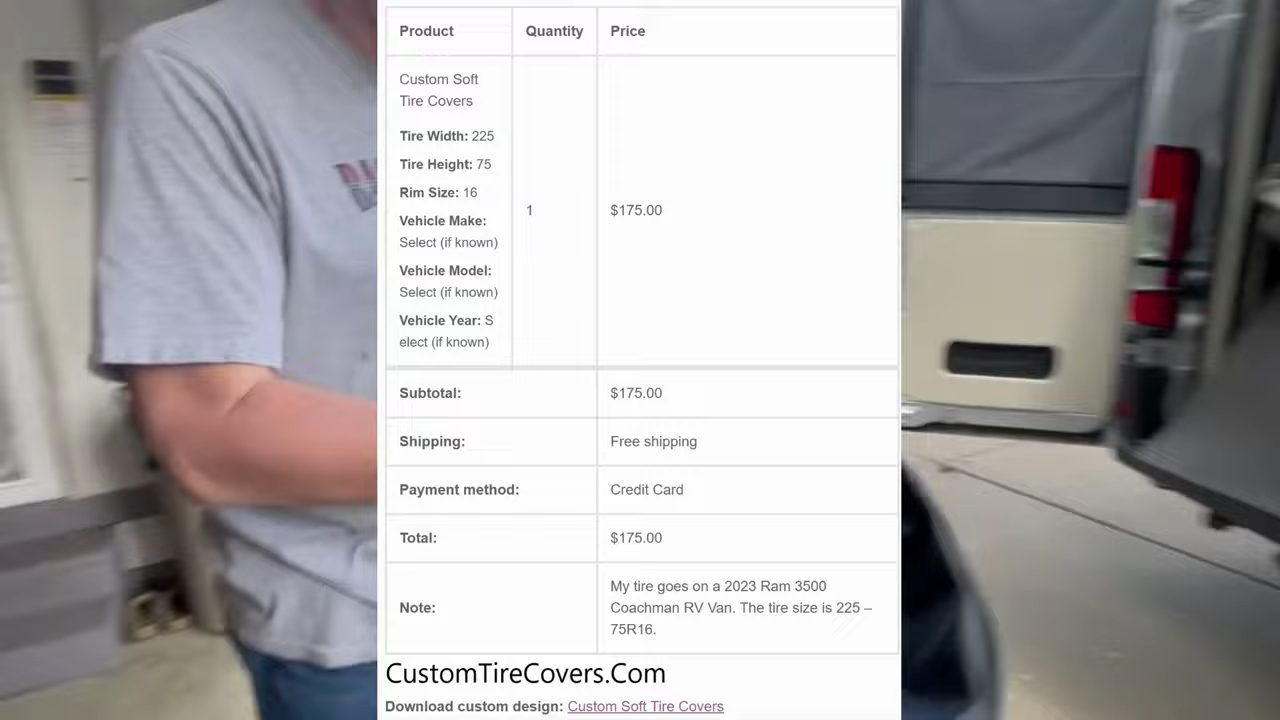 Product Quantity Price
Custom Soft
Tire Covers
Tire Width: 225
Tire Height: 75
Rim Size: 16
Vehicle Make:
Select (if known)
Vehicle Model:
Select (if known)
Vehicle Year: S
elect (if known)
1
$175.00
Subtotal: $175.00
Shipping: Free shipping
Payment method: Credit Card
Total: $175.00
Note:
My tire goes on a 2023 Ram 3500
Coachman RV Van. The tire size is 225 –
75R16.
CustomTireCovers.Com
Download custom design: Custom Soft Tire Covers